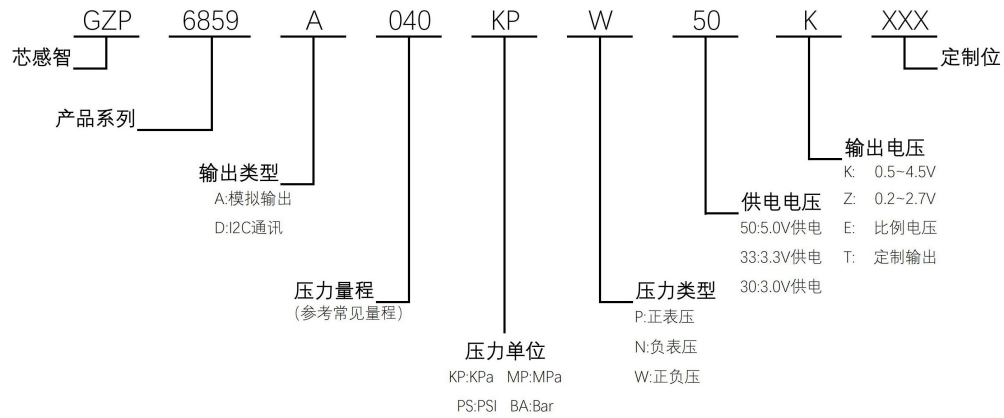 GZP 6859 A 040 KP W 50 K XXX
芯感智
定制位
产品系列
输出类型
A:模拟输出
D:I2C通讯
压力量程
(参考常见量程)
压力单位
KP:KPa MP:MPa
PS:PSI BA:Bar
压力类型
P:正表压
N:负表压
W:正负压
供电电压
50:5.0V供电
33:3.3V供电
30:3.0V供电
输出电压
K: 0.5~4.5V
Z: 0.2~2.7V
E: 比例电压
T: 定制输出